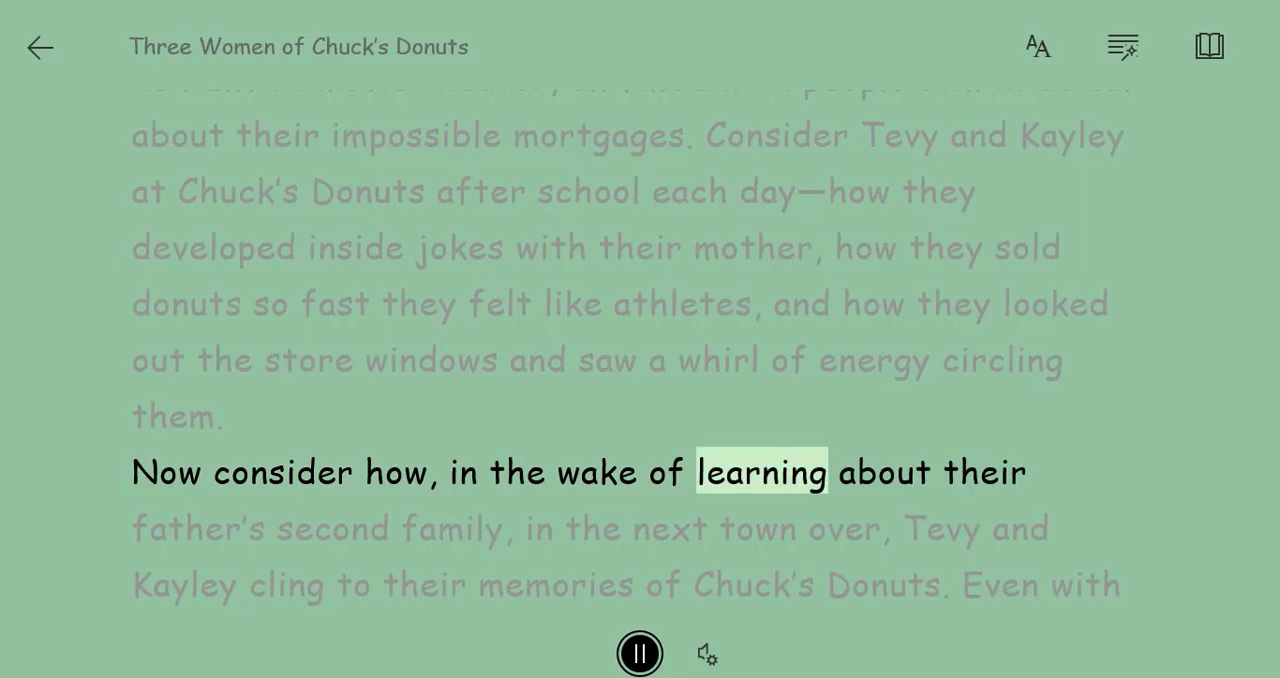 Three Women of Chuck's Donuts
about their impossible mortgages. Consider Tevy and Kayley
at Chuck's Donuts after school each day—how they
developed inside jokes with their mother, how they sold
donuts so fast they felt like athletes, and how they looked
out the store windows and saw a whirl of energy circling
them.
Now consider how, in the wake of learning about their
father's second family, in the next town over, Tevy and
Kayley cling to their memories of Chuck's Donuts. Even with